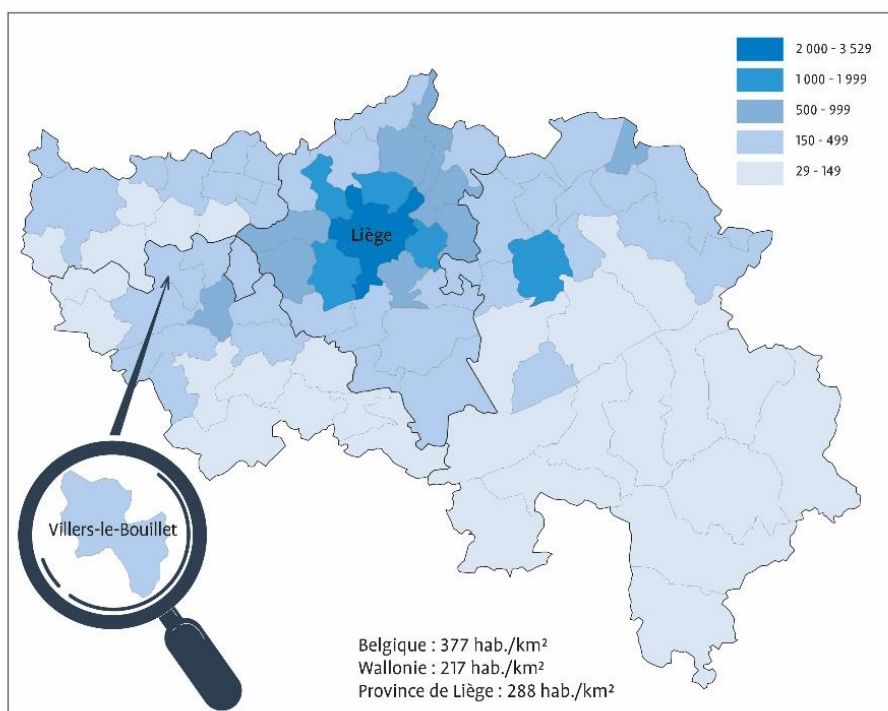 2 000 - 3 529
1 000 - 1 999
500 - 999
150 - 499
29 - 149
Liège
Villers-le-Bouillet
Belgique : 377 hab./km²
Wallonie : 217 hab./km²
Province de Liège : 288 hab./km²